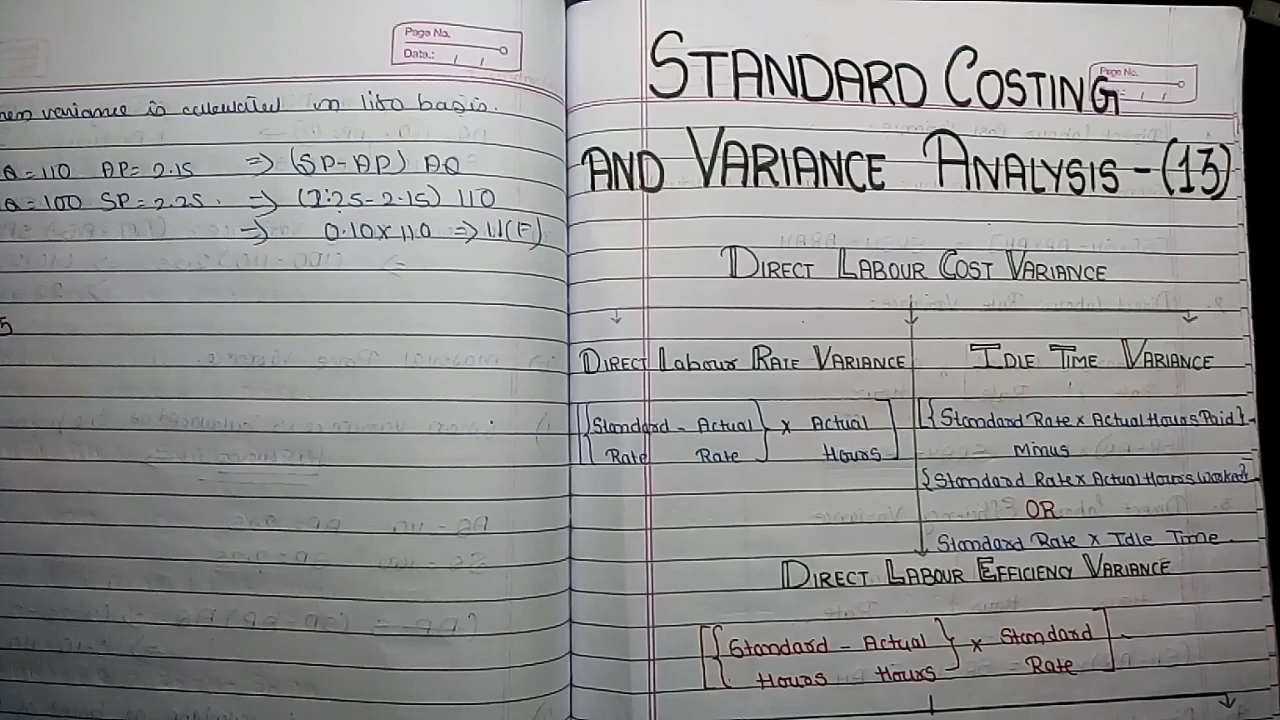 Page No.
Date.:
variance is calculated in lifo basis.
Q = 110 AP = 2.15 => (SP-AP) AQ
Q = 100 SP = 2.25. => (2.25-2.15) 110
=> 0.10 x 110 => 11(F)
5
STANDARD COSTING
Page No.
AND VARIANCE ANALYSIS - (13)
DIRECT LABOUR COST VARIANCE
DIRECT Labour RATE VARIANCE
[{Standard Rate - Actual Rate} x Actual Hours]
IDLE TIME VARIANCE
[{Standard Rate x Actual Hours Paid}-
Minus
{Standard Rate x Actual Hours Worked}]
OR
Standard Rate x Idle Time.
DIRECT LABOUR EFFICIENCY VARIANCE
[{Standard Hours - Actual Hours} x Standard Rate]